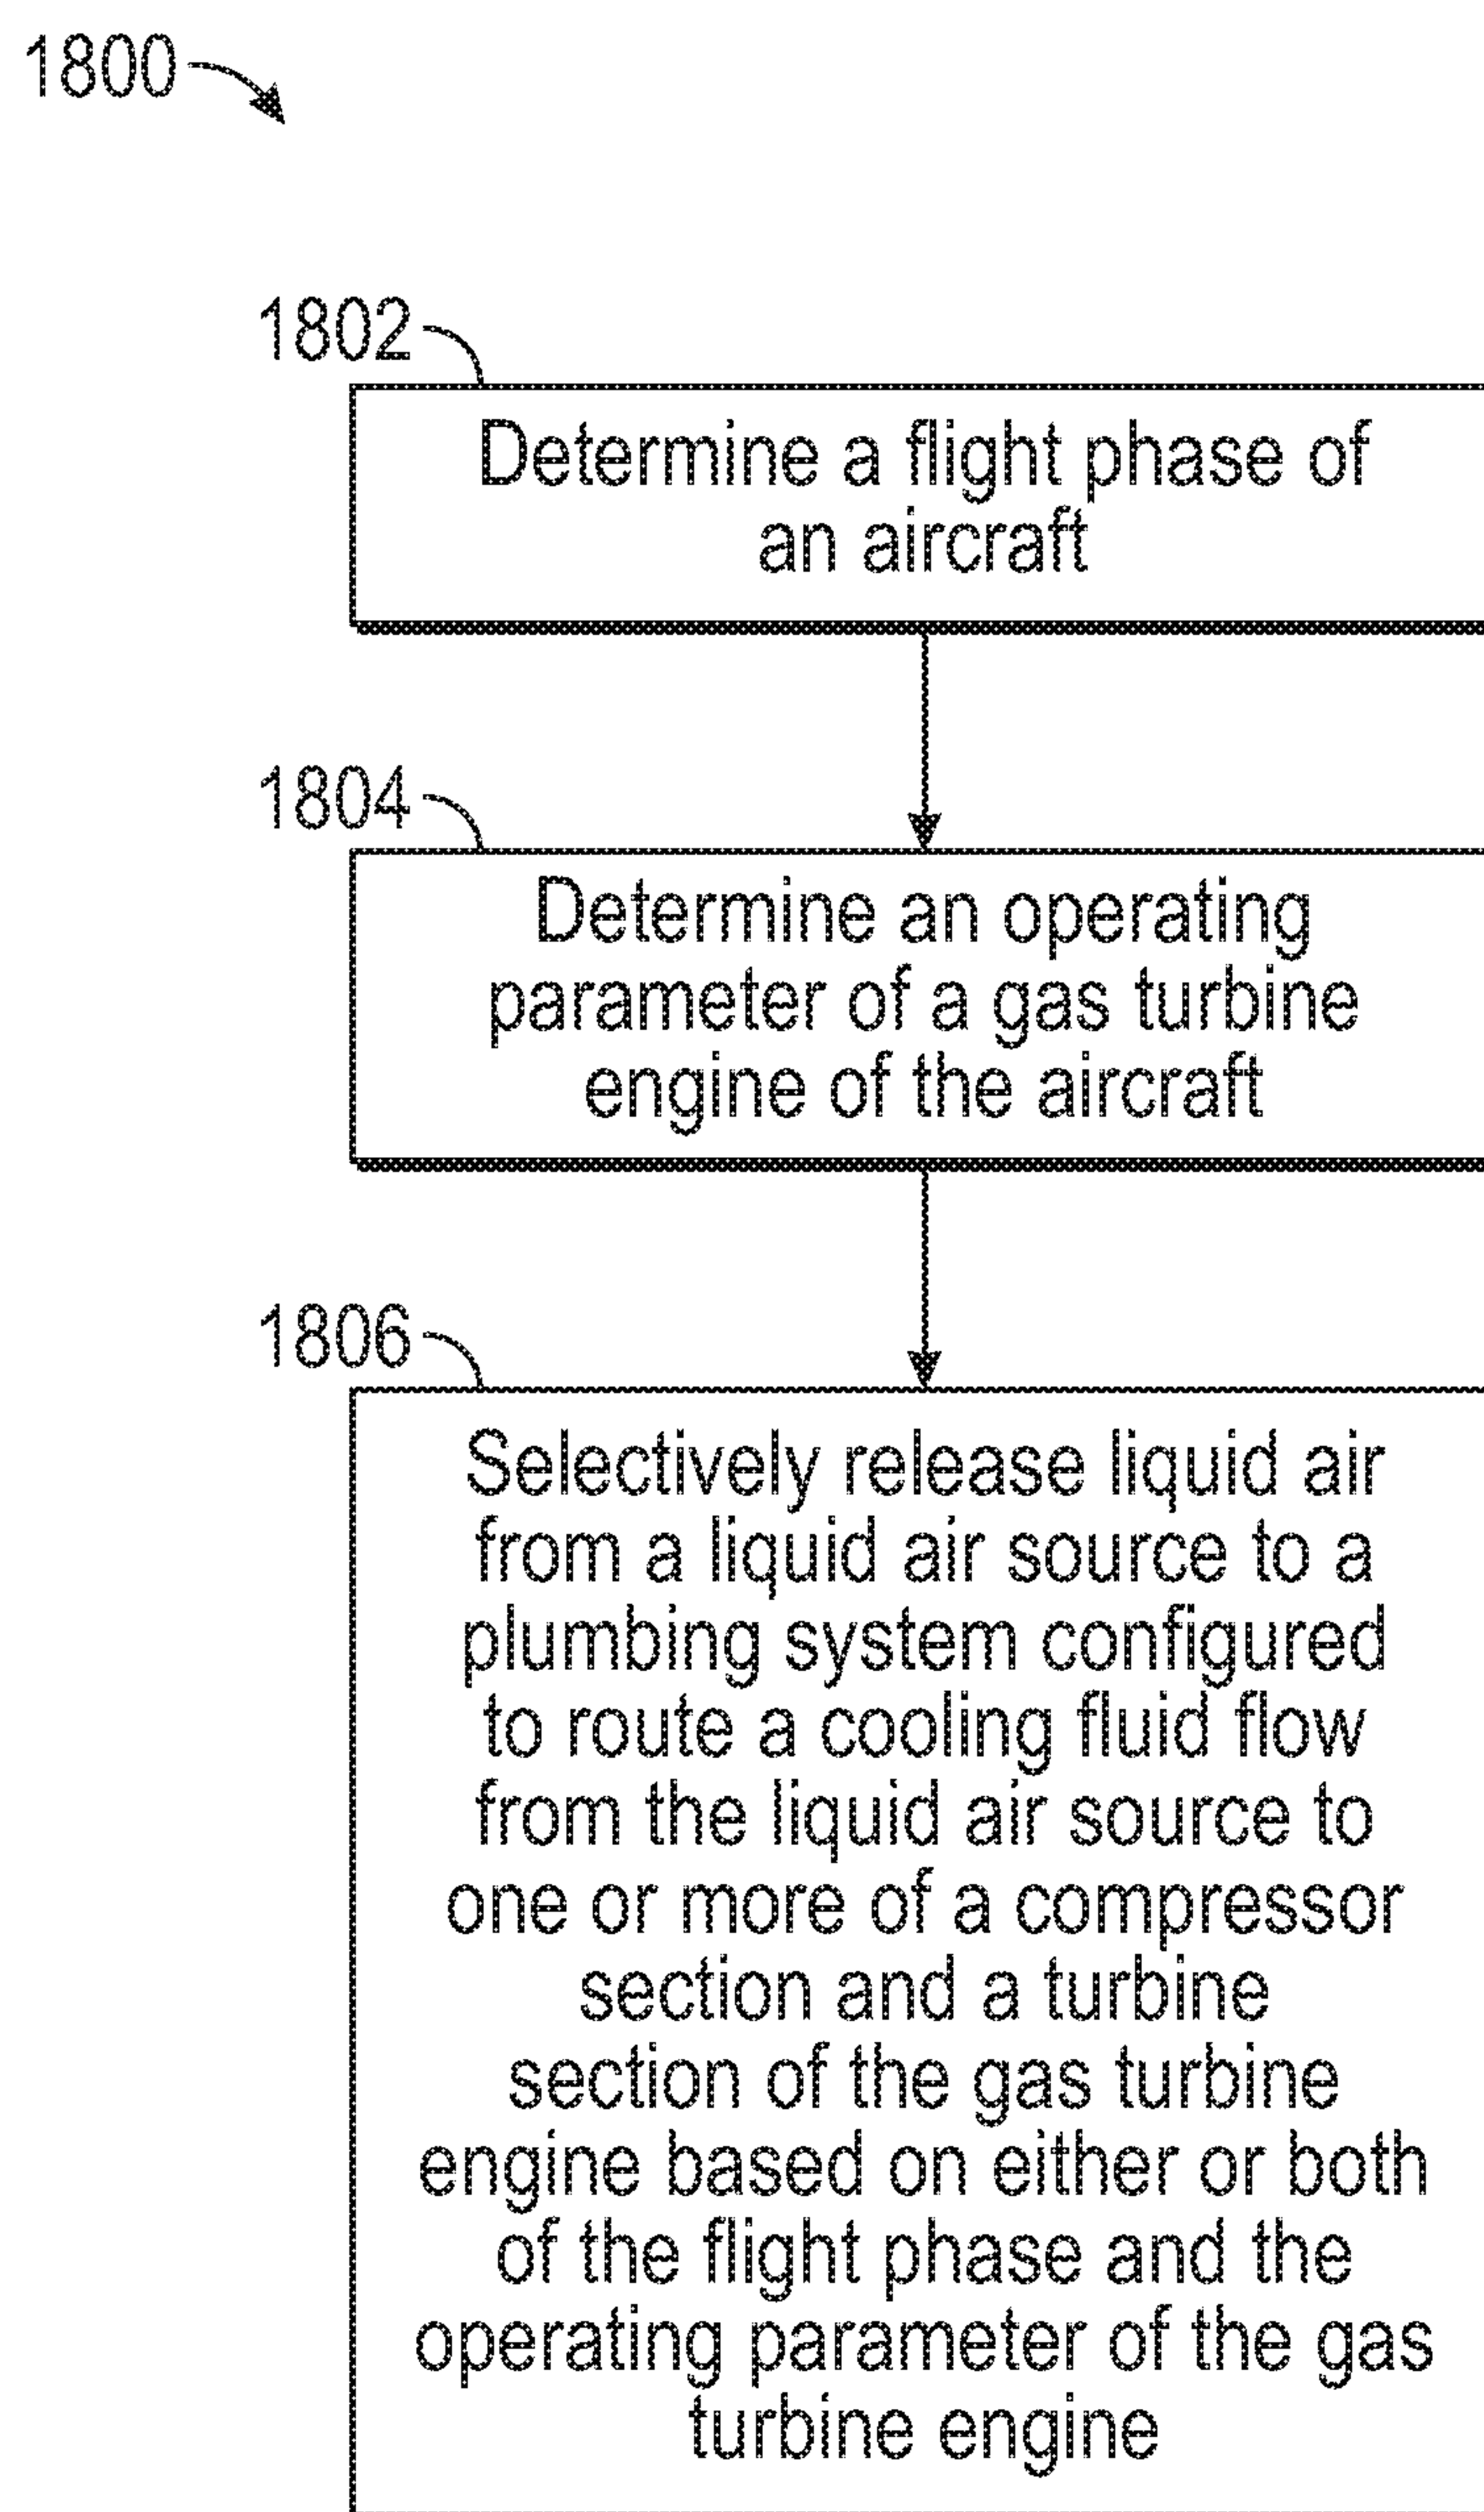 1800
1802
Determine a flight phase of
an aircraft
1804
Determine an operating
parameter of a gas turbine
engine of the aircraft
1806
Selectively release liquid air
from a liquid air source to a
plumbing system configured
to route a cooling fluid flow
from the liquid air source to
one or more of a compressor
section and a turbine
section of the gas turbine
engine based on either or both
of the flight phase and the
operating parameter of the gas
turbine engine